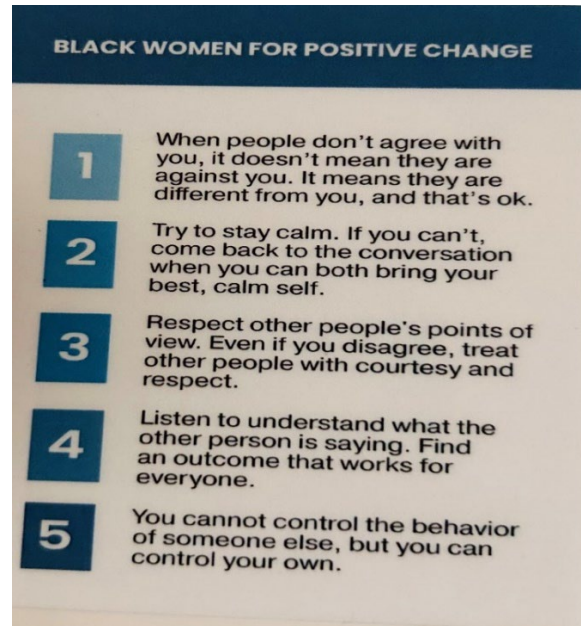 BLACK WOMEN FOR POSITIVE CHANGE
1
When people don't agree with
you, it doesn't mean they are
against you. It means they are
different from you, and that's ok.
2
Try to stay calm. If you can't,
come back to the conversation
when you can both bring your
best, calm self.
3
Respect other people's points of
view. Even if you disagree, treat
other people with courtesy and
respect.
4
Listen to understand what the
other person is saying. Find
an outcome that works for
everyone.
5
You cannot control the behavior
of someone else, but you can
control your own.